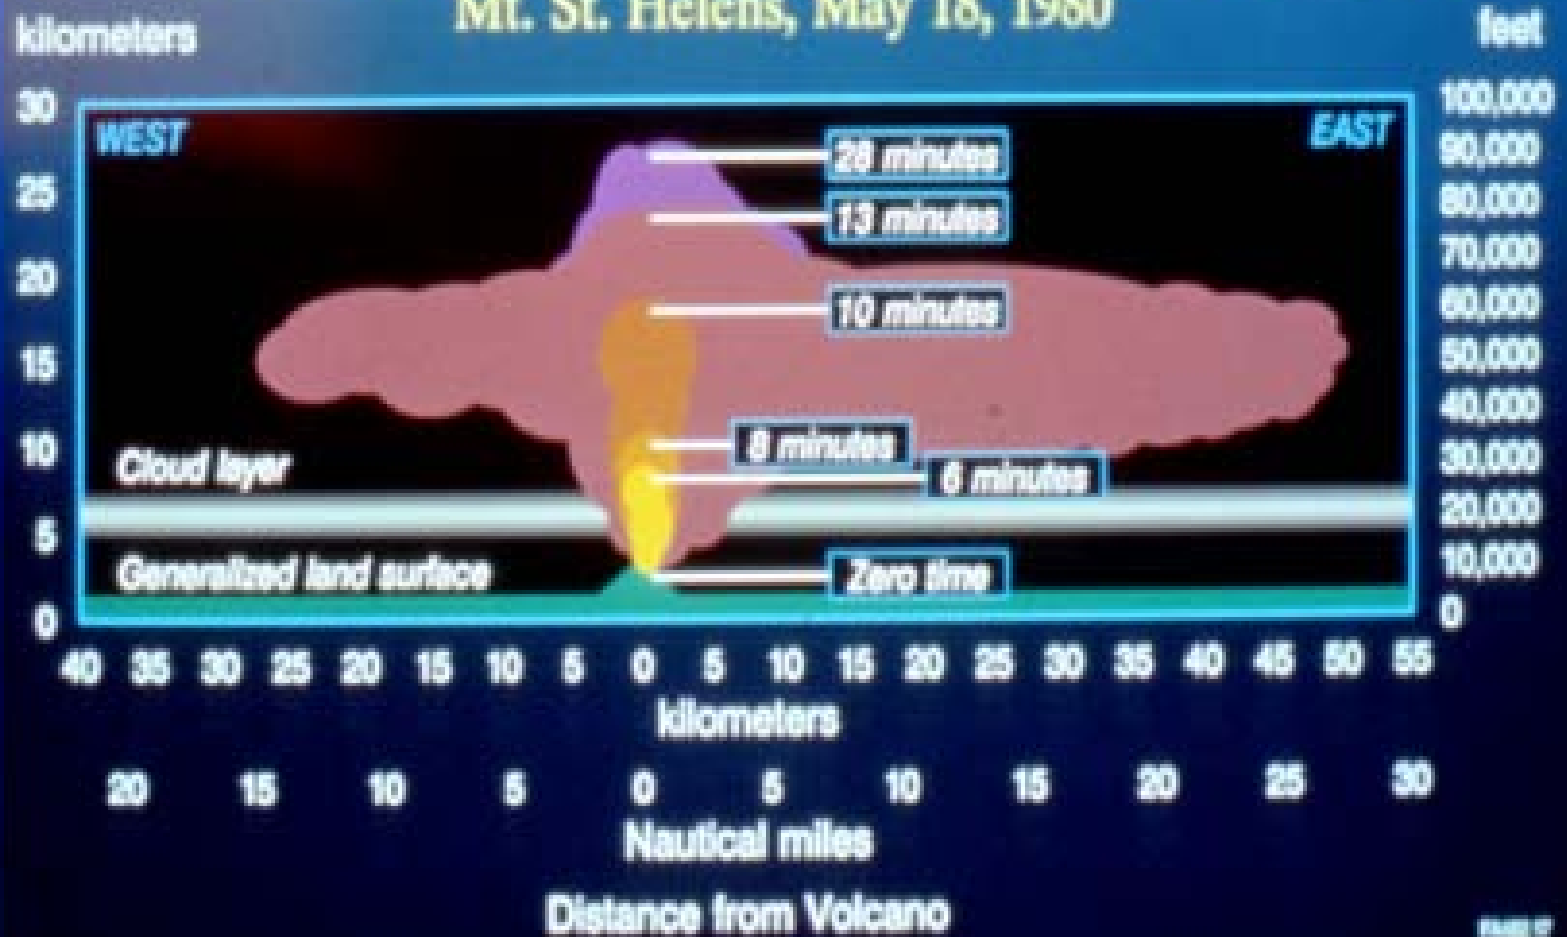 Mt. St. Helens, May 18, 1980
kilometers
feet
30
25
20
15
10
5
0
WEST
EAST
28 minutes
13 minutes
10 minutes
8 minutes
6 minutes
Cloud layer
Generalized land surface
Zero time
100,000
90,000
80,000
70,000
60,000
50,000
40,000
30,000
20,000
10,000
0
40 35 30 25 20 15 10 5 0 5 10 15 20 25 30 35 40 45 50 55
kilometers
20 15 10 5 0 5 10 15 20 25 30
Nautical miles
Distance from Volcano